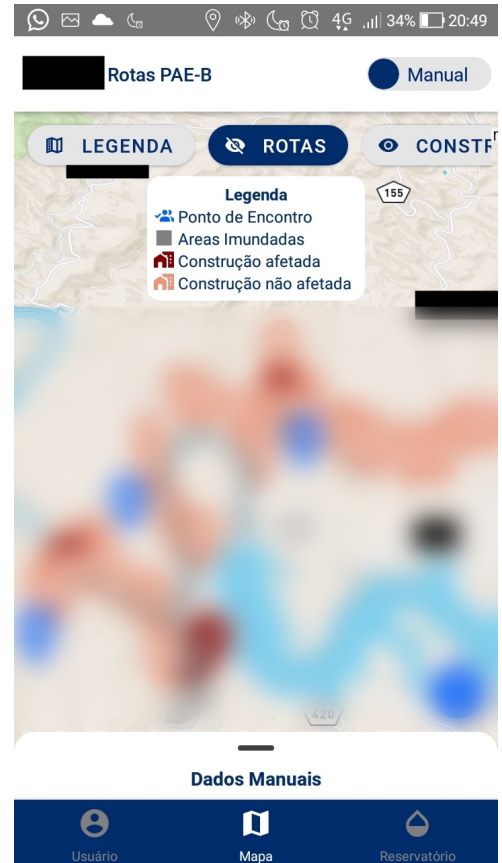 4G 34% 20:49
Rotas PAE-B
Manual
LEGENDA ROTAS CONSTR
Legenda
155
Ponto de Encontro
Areas Imundadas
Construção afetada
Construção não afetada
420
Dados Manuais
Usuário Mapa Reservatório